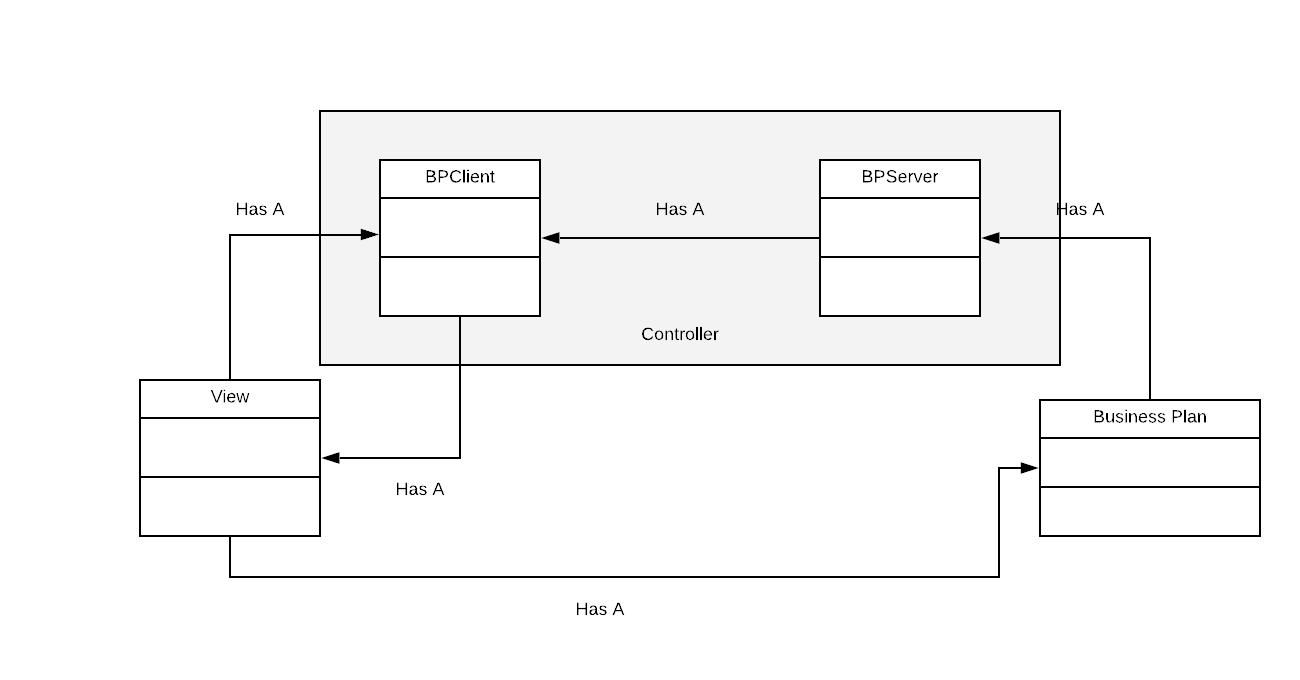 BPClient
BPServer
Has A
Has A
Has A
Controller
View
Business Plan
Has A
Has A